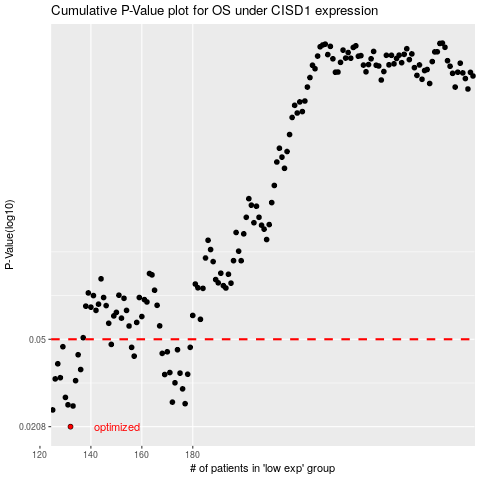 Cumulative P-Value plot for OS under CISD1 expression
P-Value(log10)
0.05
0.0208
optimized
120 140 160 180
# of patients in 'low exp' group